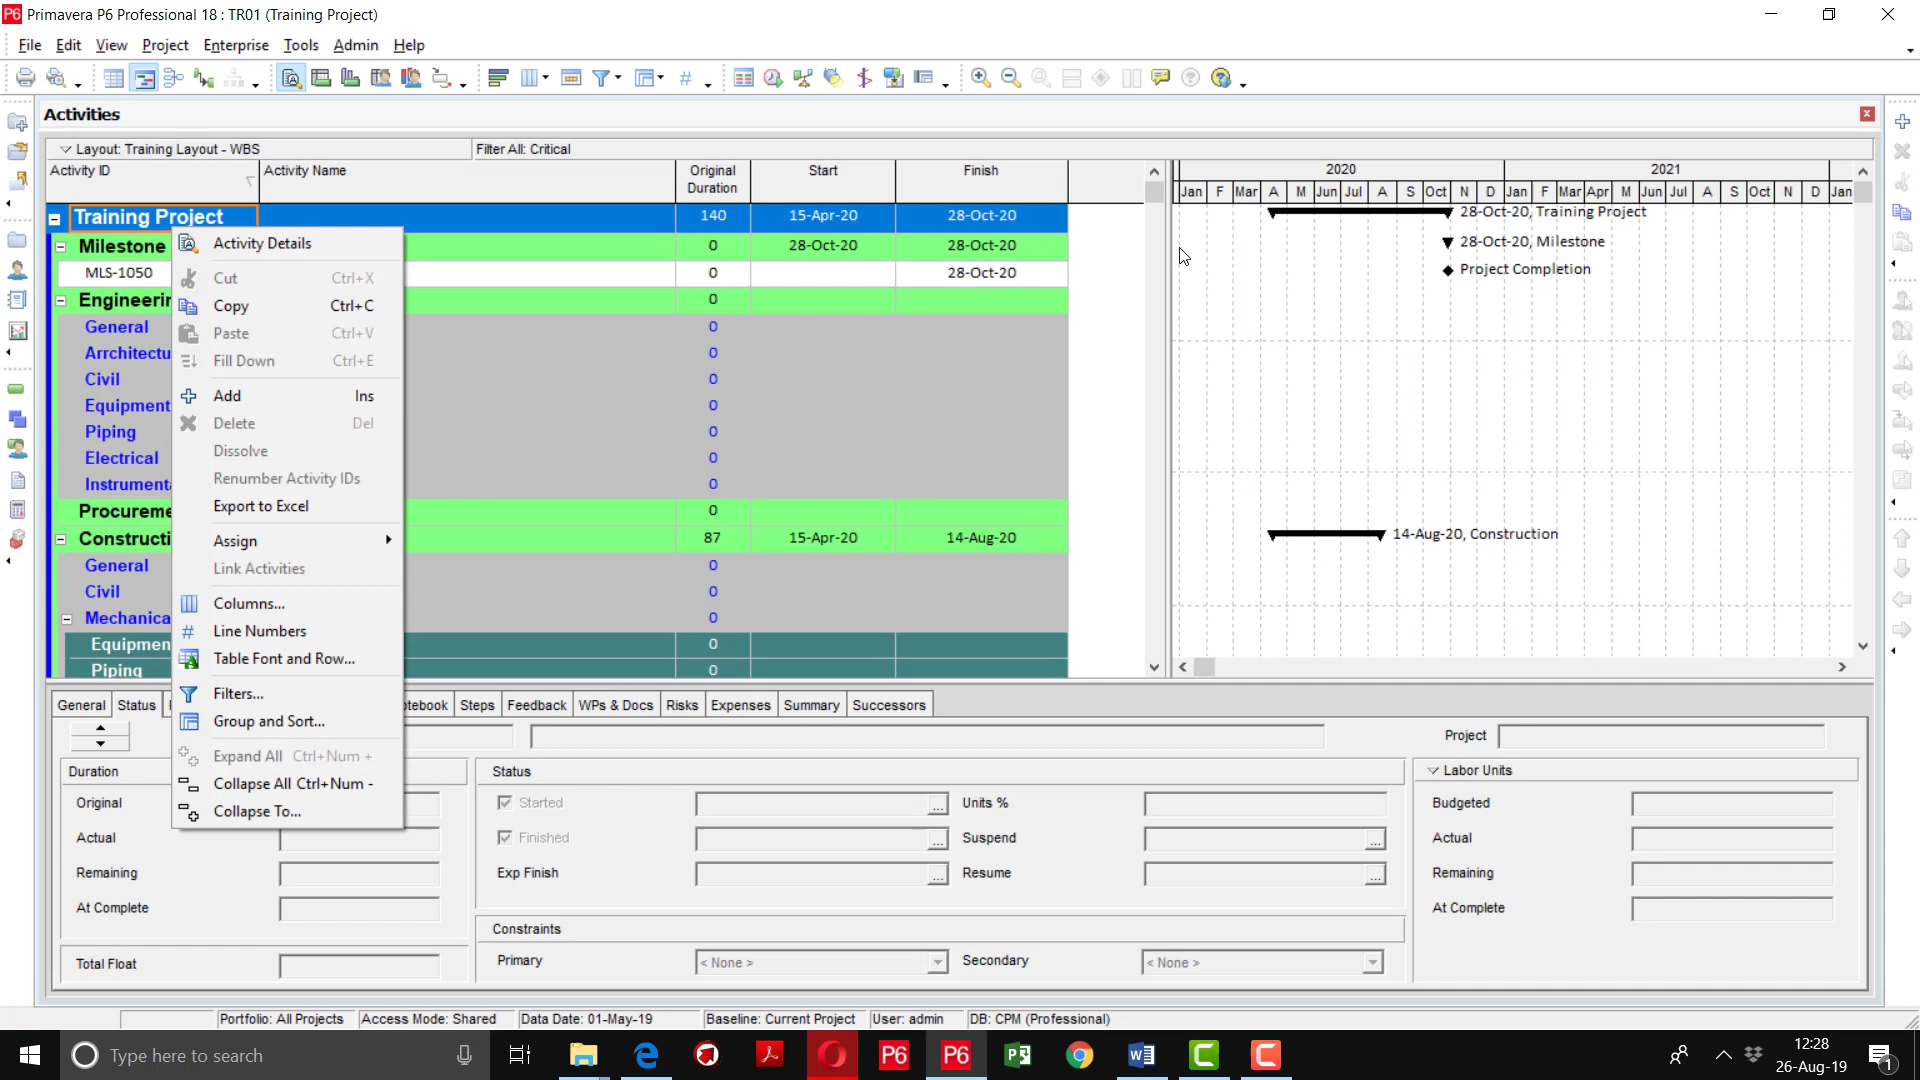 Primavera P6 Professional 18 : TR01 (Training Project)
File Edit View Project Enterprise Tools Admin Help
Activities
Layout: Training Layout - WBS Filter All: Critical
Activity ID Activity Name Original Duration Start Finish
2020 2021
Jan F Mar A M Jun Jul A S Oct N D Jan F Mar Apr M Jun Jul A S Oct N D Jan
Training Project 140 15-Apr-20 28-Oct-20 28-Oct-20, Training Project
Milestone 0 28-Oct-20 28-Oct-20 28-Oct-20, Milestone
MLS-1050 0 28-Oct-20 Project Completion
Engineerin 0
General 0
Arrchitectu 0
Civil 0
Equipment 0
Piping 0
Electrical 0
Instrumenta 0
Procureme 0
Constructi 87 15-Apr-20 14-Aug-20 14-Aug-20, Construction
General 0
Civil 0
Mechanica 0
Equipmen 0
Piping 0
Activity Details
Cut Ctrl+X
Copy Ctrl+C
Paste Ctrl+V
Fill Down Ctrl+E
Add Ins
Delete Del
Dissolve
Renumber Activity IDs
Export to Excel
Assign
Link Activities
Columns...
# Line Numbers
Table Font and Row...
Filters...
Group and Sort...
Expand All Ctrl+Num +
Collapse All Ctrl+Num -
Collapse To...
General Status otebook Steps Feedback WPs & Docs Risks Expenses Summary Successors
Project
Duration Status Labor Units
Original Started Units % Budgeted
Actual Finished Suspend Actual
Remaining Exp Finish Resume Remaining
At Complete At Complete
Constraints
Total Float Primary < None > Secondary < None >
Portfolio: All Projects Access Mode: Shared Data Date: 01-May-19 Baseline: Current Project User: admin DB: CPM (Professional)
Type here to search
P6 P6
12:28
26-Aug-19
1